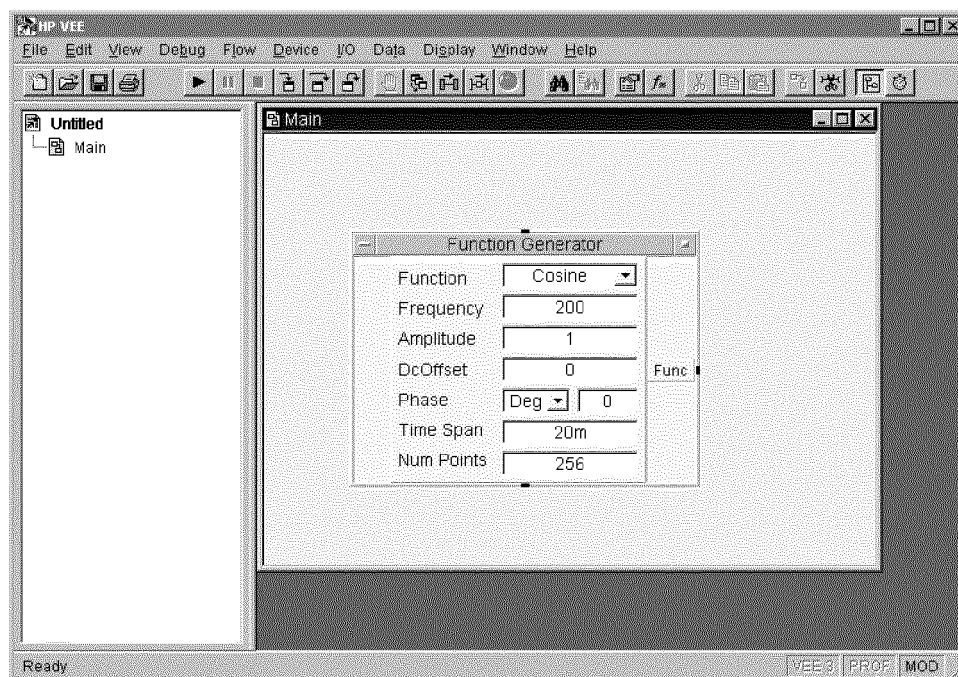 HP VEE
File Edit View Debug Flow Device I/O Data Display Window Help
Untitled
Main
Main
Function Generator
Function Cosine
Frequency 200
Amplitude 1
DcOffset 0
Func
Phase Deg 0
Time Span 20m
Num Points 256
Ready
VEE 3 PROF MOD